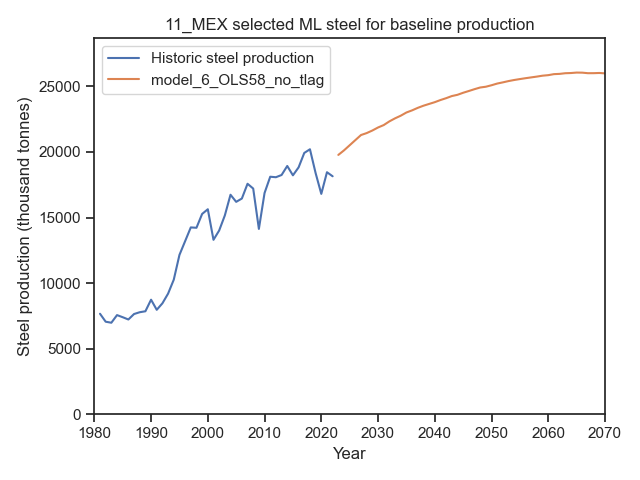 11_MEX selected ML steel for baseline production
Historic steel production
model_6_OLS58_no_tlag
Steel production (thousand tonnes)
25000
20000
15000
10000
5000
0
1980 1990 2000 2010 2020 2030 2040 2050 2060 2070
Year